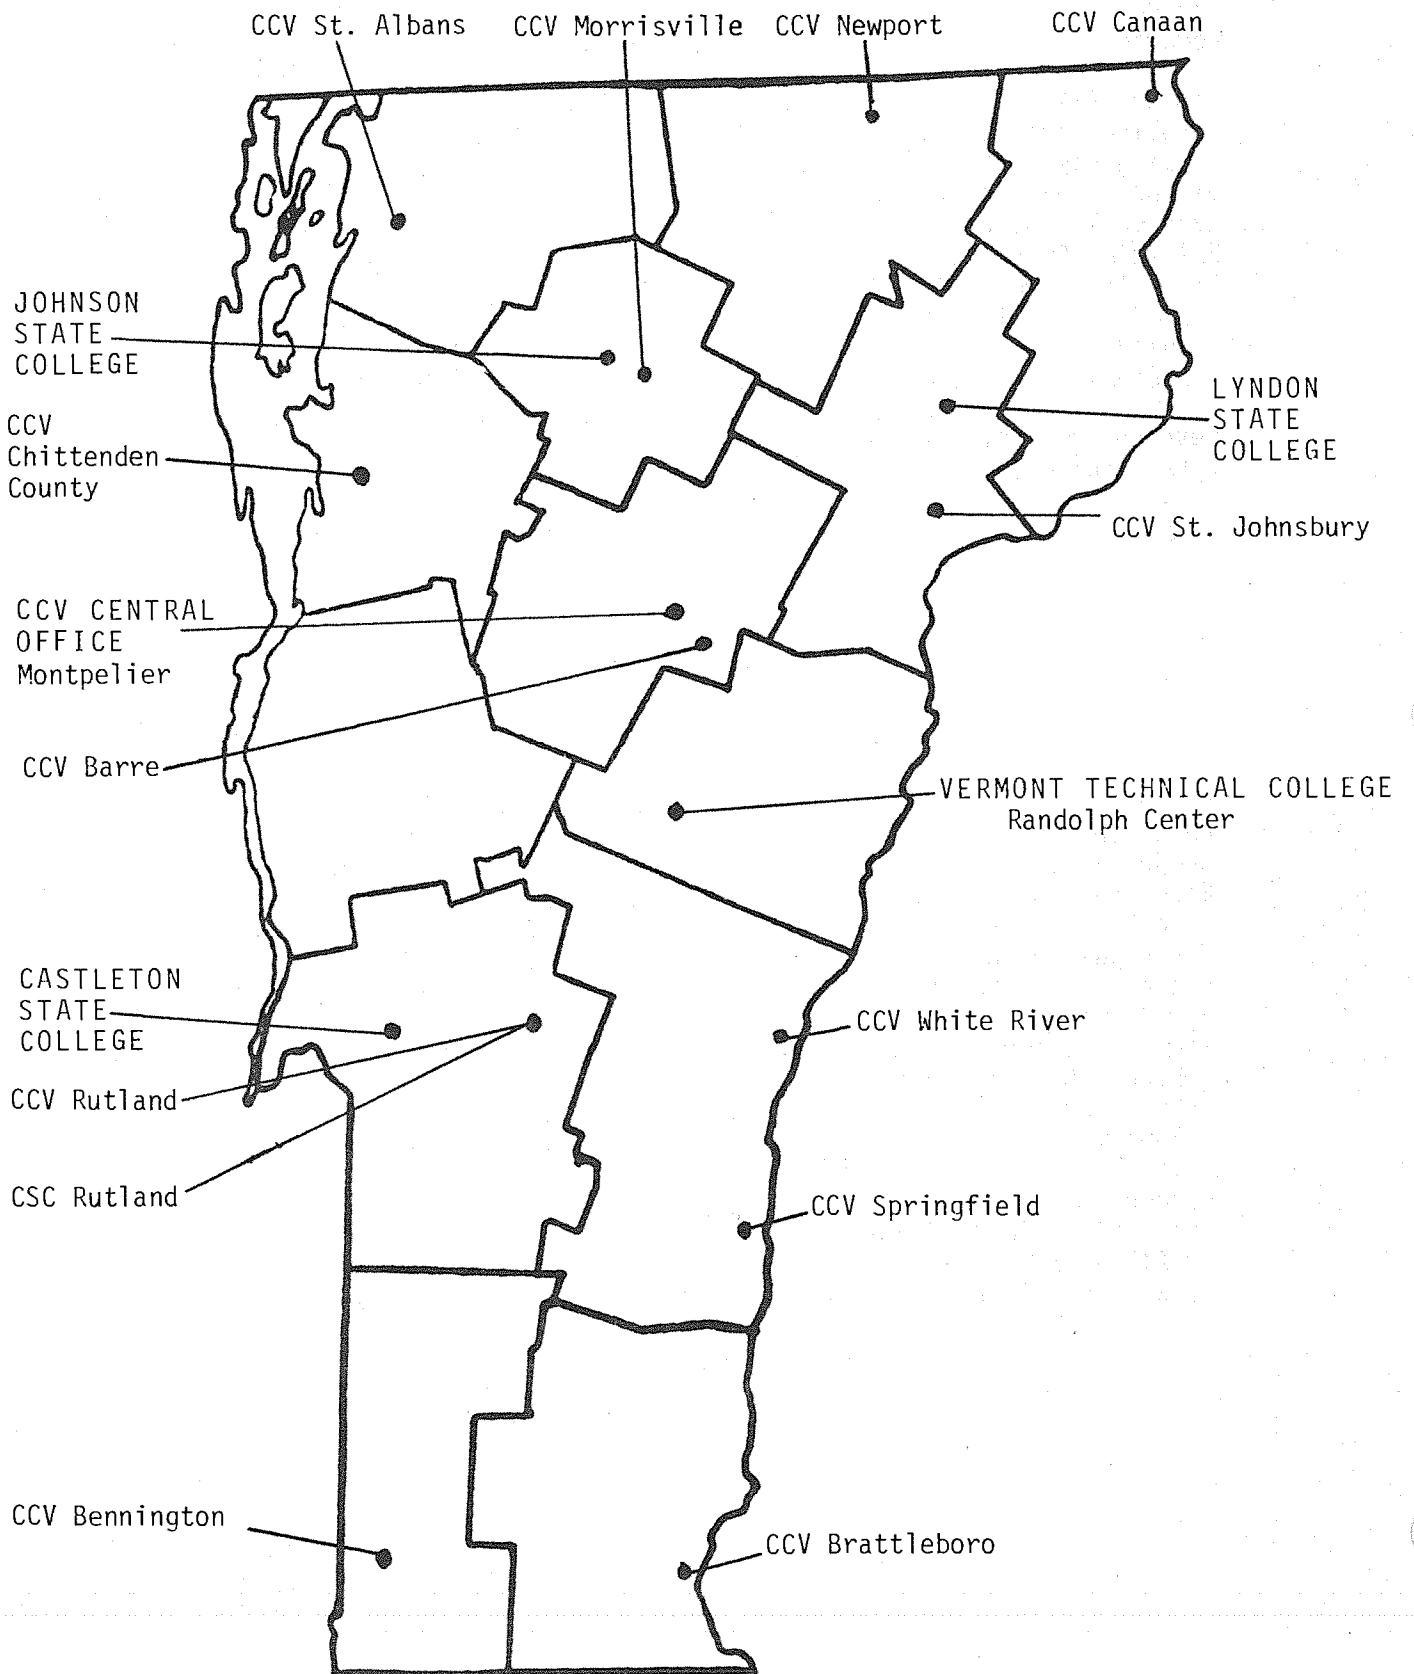 CCV St. Albans
CCV Morrisville
CCV Newport
CCV Canaan
JOHNSON
STATE
COLLEGE
LYNDON
STATE
COLLEGE
CCV
Chittenden
County
CCV St. Johnsbury
CCV CENTRAL
OFFICE
Montpelier
CCV Barre
VERMONT TECHNICAL COLLEGE
Randolph Center
CASTLETON
STATE
COLLEGE
CCV White River
CCV Rutland
CSC Rutland
CCV Springfield
CCV Bennington
CCV Brattleboro